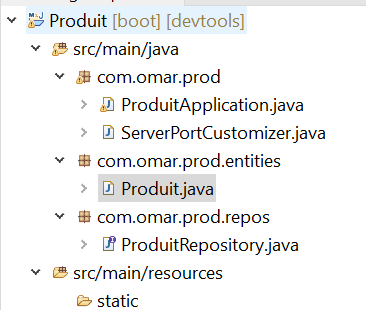 Produit [boot] [devtools]
src/main/java
com.omar.prod
ProduitApplication.java
ServerPortCustomizer.java
com.omar.prod.entities
Produit.java
com.omar.prod.repos
ProduitRepository.java
src/main/resources
static